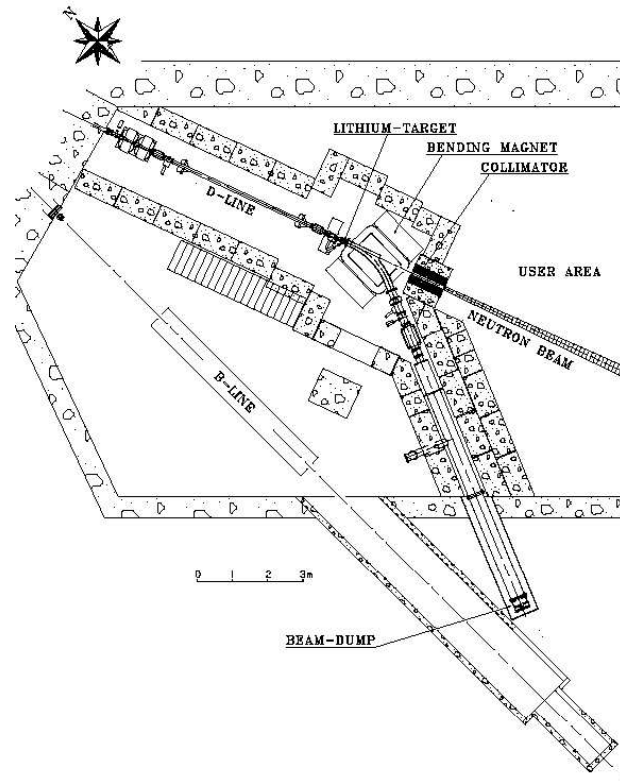 N
LITHIUM-TARGET
BENDING MAGNET
COLLIMATOR
D-LINE
USER AREA
NEUTRON BEAM
B-LINE
0 1 2 3m
BEAM-DUMP